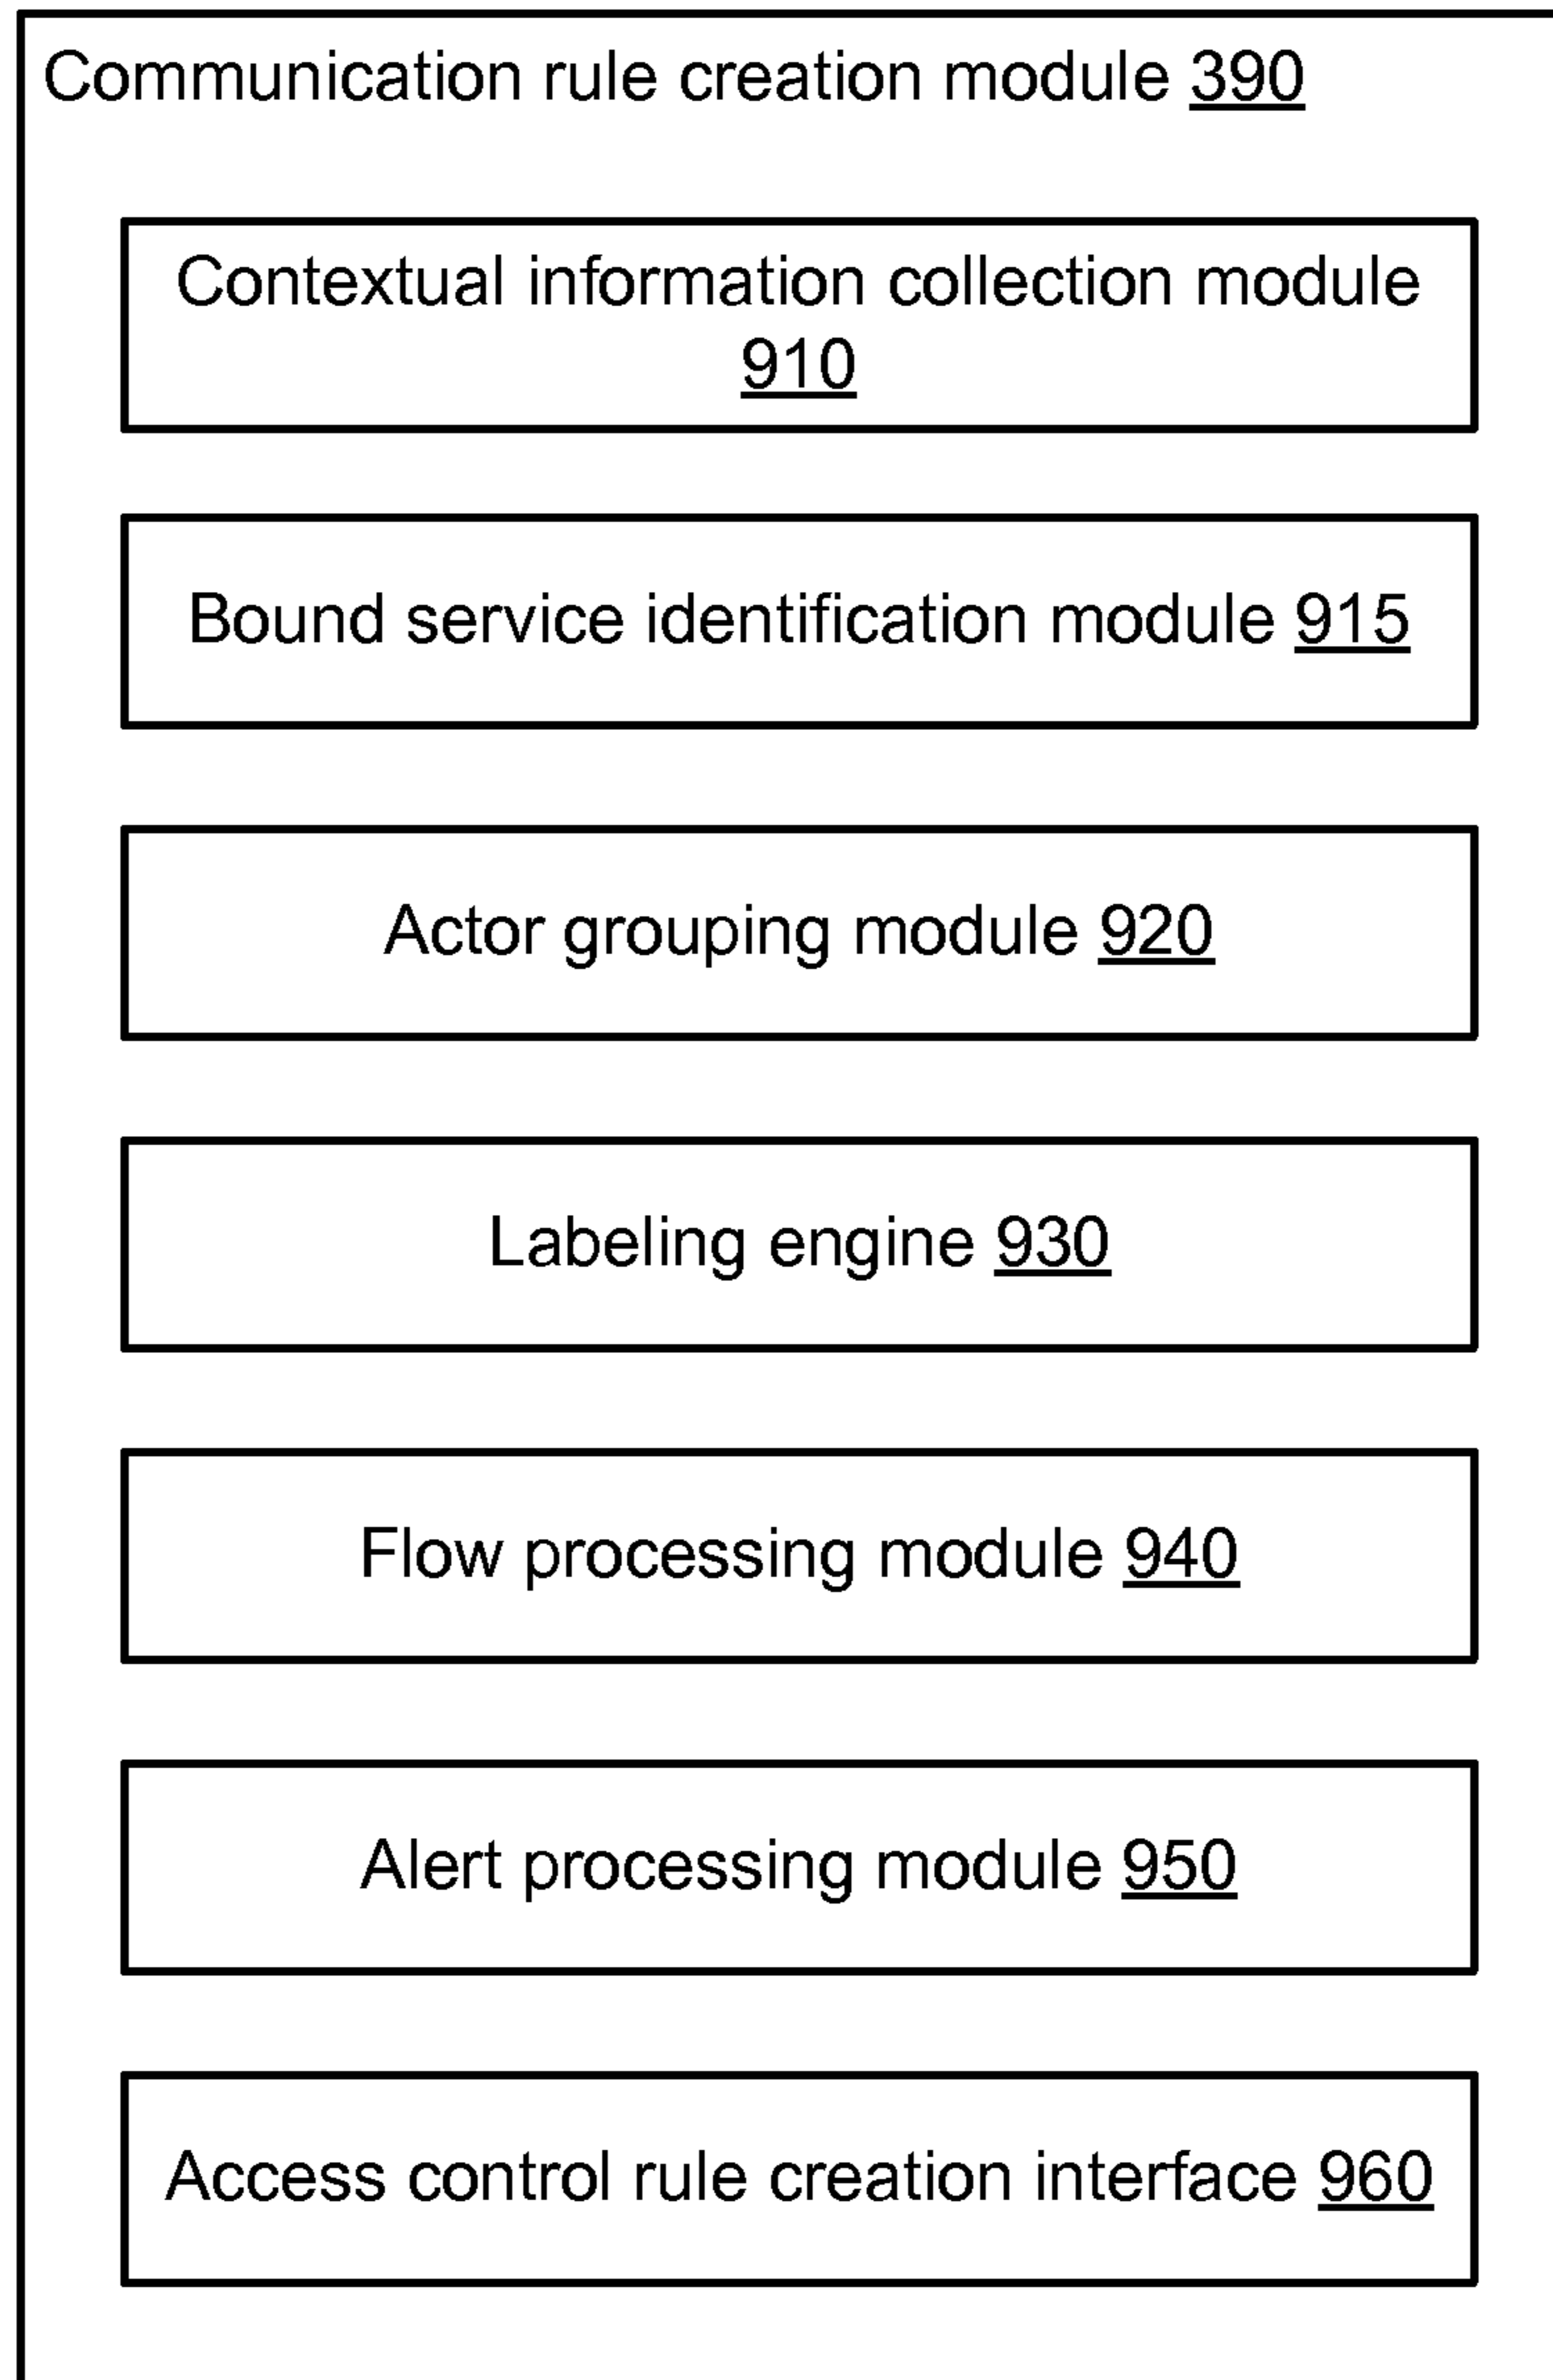 Communication rule creation module 390
Contextual information collection module
910
Bound service identification module 915
Actor grouping module 920
Labeling engine 930
Flow processing module 940
Alert processing module 950
Access control rule creation interface 960